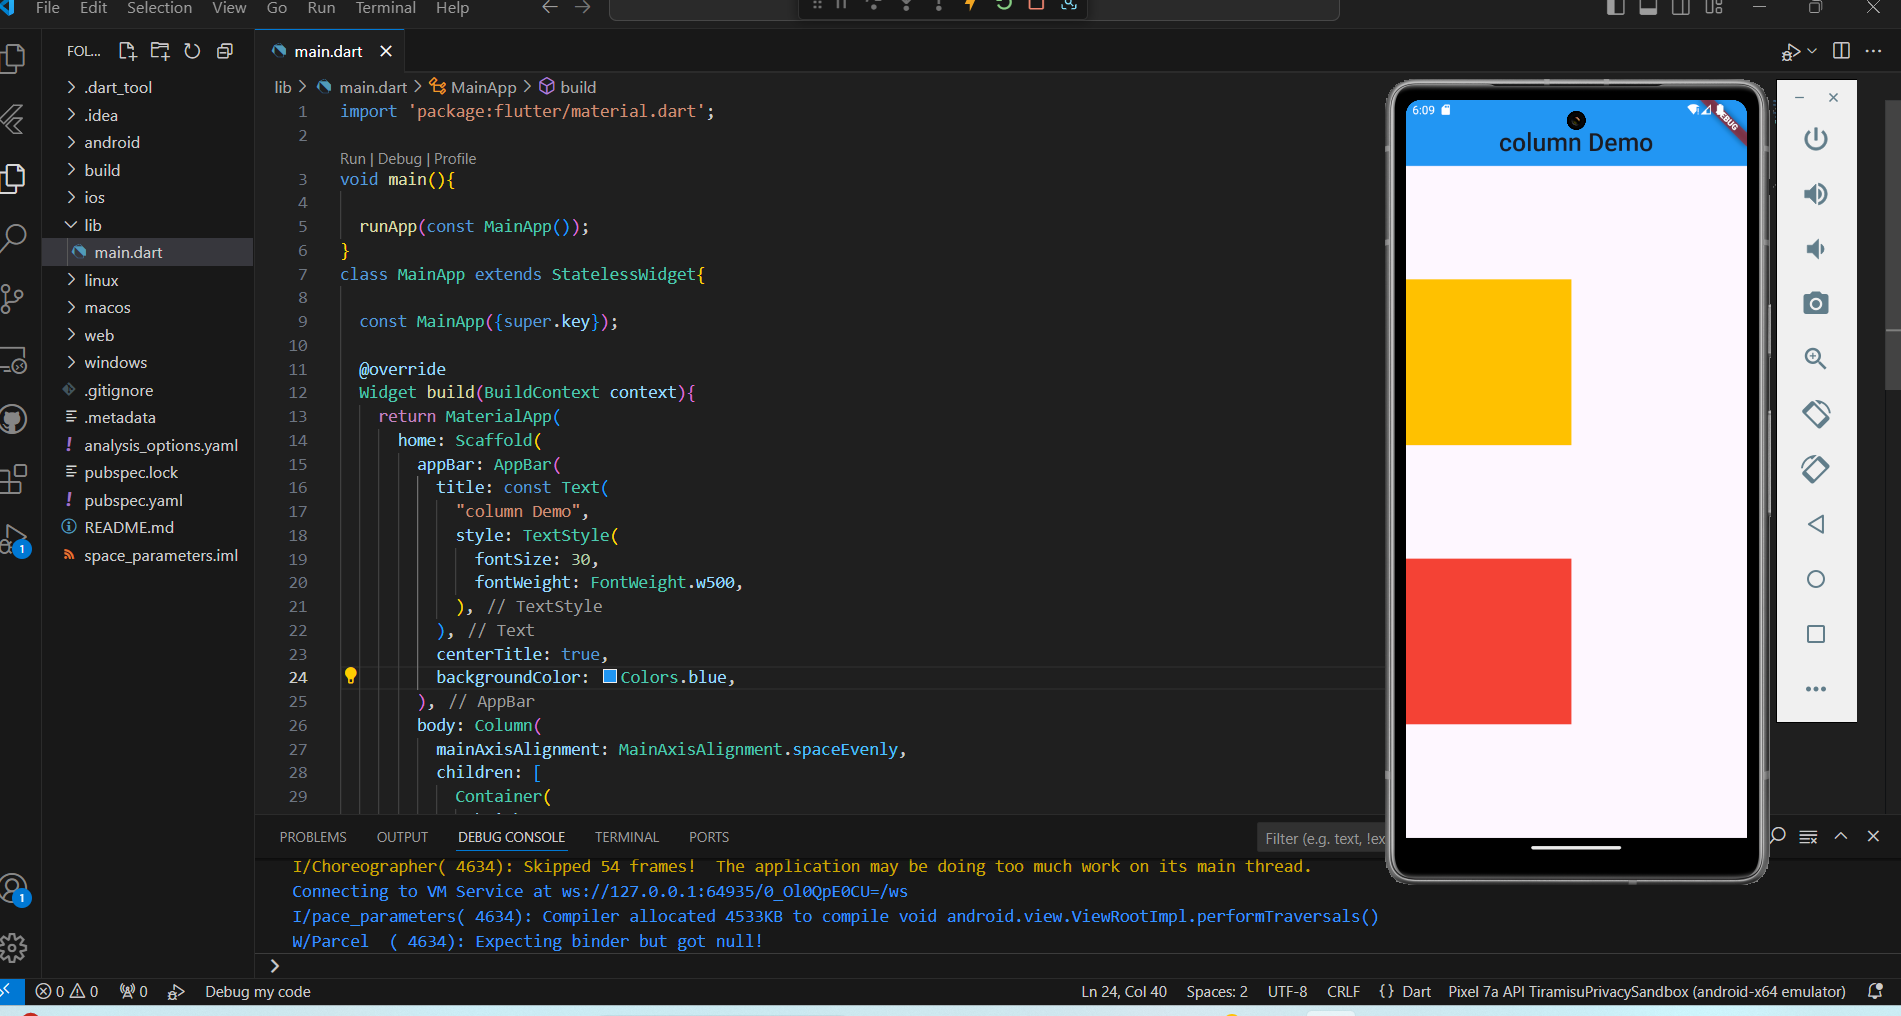 File Edit Selection View Go Run Terminal Help
FOL...
main.dart
lib > main.dart > MainApp > build
.dart_tool
.idea
android
build
ios
lib
main.dart
linux
macos
web
windows
.gitignore
.metadata
analysis_options.yaml
pubspec.lock
pubspec.yaml
README.md
space_parameters.iml
1 import 'package:flutter/material.dart';
2
Run | Debug | Profile
3 void main(){
4
5 runApp(const MainApp());
6 }
7 class MainApp extends StatelessWidget{
8
9 const MainApp({super.key});
10
11 @override
12 Widget build(BuildContext context){
13 return MaterialApp(
14 home: Scaffold(
15 appBar: AppBar(
16 title: const Text(
17 "column Demo",
18 style: TextStyle(
19 fontSize: 30,
20 fontWeight: FontWeight.w500,
21 ), // TextStyle
22 ), // Text
23 centerTitle: true,
24 backgroundColor: Colors.blue,
25 ), // AppBar
26 body: Column(
27 mainAxisAlignment: MainAxisAlignment.spaceEvenly,
28 children: [
29 Container(
6:09
DEBUG
column Demo
PROBLEMS OUTPUT DEBUG CONSOLE TERMINAL PORTS
Filter (e.g. text, !ex
I/Choreographer( 4634): Skipped 54 frames!  The application may be doing too much work on its main thread.
Connecting to VM Service at ws://127.0.0.1:64935/0_Ol0QpE0CU=/ws
I/pace_parameters( 4634): Compiler allocated 4533KB to compile void android.view.ViewRootImpl.performTraversals()
W/Parcel  ( 4634): Expecting binder but got null!
1
1
0 0 0 Debug my code Ln 24, Col 40 Spaces: 2 UTF-8 CRLF {} Dart Pixel 7a API TiramisuPrivacySandbox (android-x64 emulator)